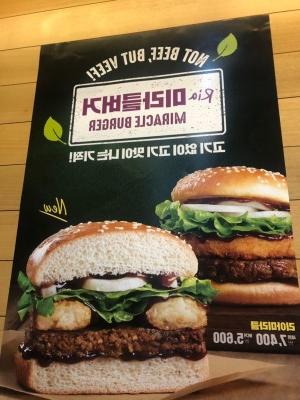 NOT BEEF, BUT VEEF!
Ria 미라클버거
MIRACLE BURGER
고기 없이 고기 맛이 나는 기적!
New
리아미라클
7,400 5,600